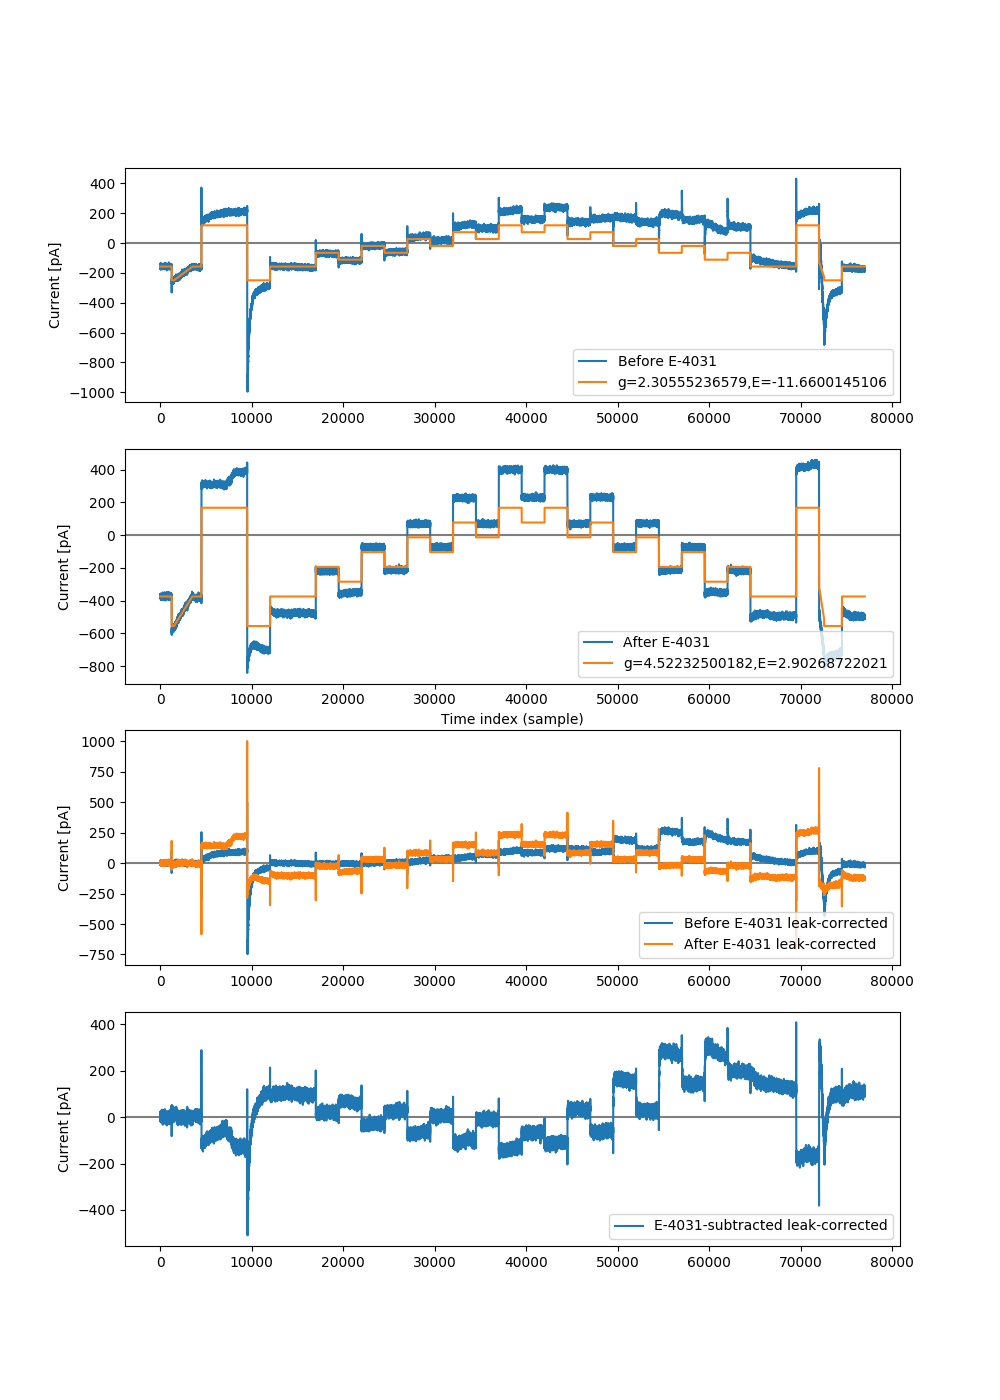 400
200
0
−200
−400
−600
−800
−1000
Current [pA]
Before E-4031
g=2.30555236579,E=-11.6600145106
0 10000 20000 30000 40000 50000 60000 70000 80000
400
200
0
−200
−400
−600
−800
Current [pA]
After E-4031
g=4.52232500182,E=2.90268722021
0 10000 20000 30000 40000 50000 60000 70000 80000
Time index (sample)
1000
750
500
250
0
−250
−500
−750
Current [pA]
Before E-4031 leak-corrected
After E-4031 leak-corrected
0 10000 20000 30000 40000 50000 60000 70000 80000
400
200
0
−200
−400
Current [pA]
E-4031-subtracted leak-corrected
0 10000 20000 30000 40000 50000 60000 70000 80000